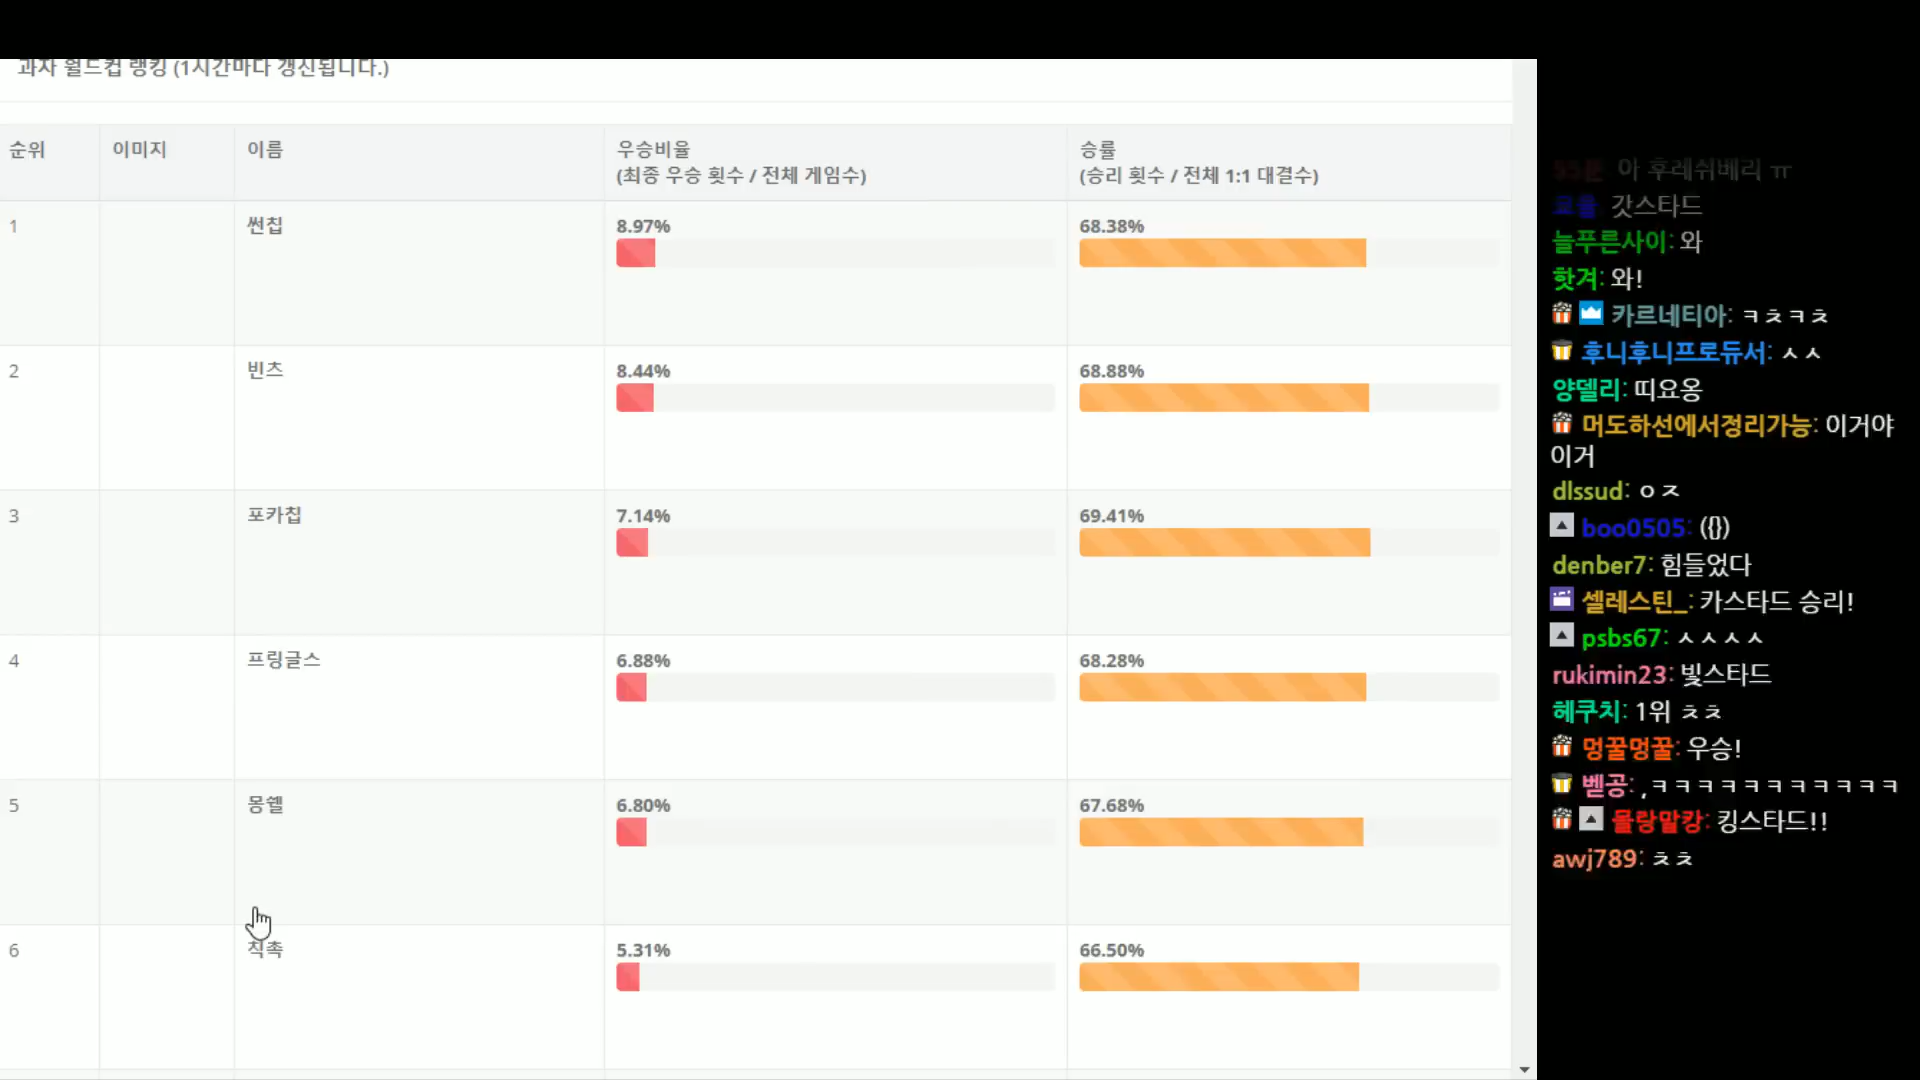 과자 월드컵 랭킹 (1시간마다 갱신됩니다.)
순위 이미지 이름 우승비율 승률
(최종 우승 횟수 / 전체 게임수) (승리 횟수 / 전체 1:1 대결수)
1 썬칩 8.97% 68.38%
2 빈츠 8.44% 68.88%
3 포카칩 7.14% 69.41%
4 프링글스 6.88% 68.28%
5 몽쉘 6.80% 67.68%
6 칙촉 5.31% 66.50%
아 후레쉬베리 ㅠ
갓스타드
늘푸른사이: 와
핫겨: 와!
카르네티아: ㅋㅊㅋㅊ
후니후니프로듀서: ㅅㅅ
양델리: 띠요옹
머도하선에서정리가능: 이거야
이거
dlssud: ㅇㅈ
boo0505: ({})
denber7: 힘들었다
셀레스틴_: 카스타드 승리!
psbs67: ㅅㅅㅅㅅ
rukimin23: 빛스타드
헤쿠치: 1위 ㅊㅊ
멍꿀멍꿀: 우승!
벧공: ,ㅋㅋㅋㅋㅋㅋㅋㅋㅋㅋㅋ
몰랑말캉: 킹스타드!!
awj789: ㅊㅊ